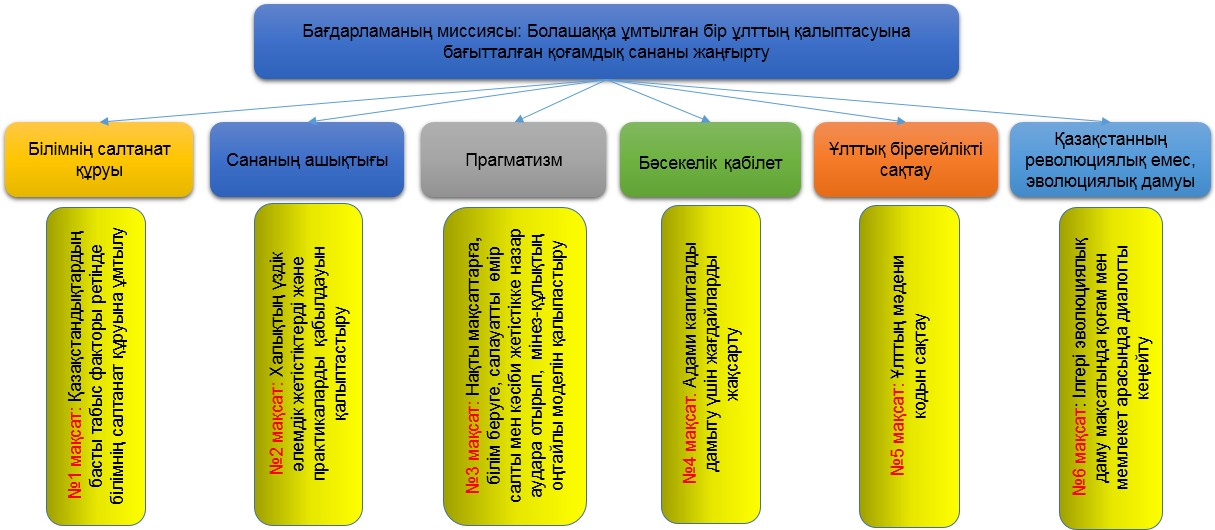 Бағдарламаның миссиясы: Болашаққа ұмтылған бір ұлттың қалыптасуына
бағытталған қоғамдық сананы жаңғырту
Білімнің салтанат
құруы
Сананың ашықтығы
Прагматизм
Бәсекелік қабілет
Ұлттық бірегейлікті
сақтау
Қазақстанның
революциялық емес,
эволюциялық дамуы
№1 мақсат: Қазақстандықтардың
басты табыс факторы ретінде
білімнің салтанат құруына ұмтылу
№2 мақсат: Халықтың үздік
әлемдік жетістіктерді және
практикаларды қабылдауын
қалыптастыру
№3 мақсат: Нақты мақсаттарға,
білім беруге, салауатты өмір
салты мен кәсіби жетістікке назар
аудара отырып, мінез-құлықтың
оңтайлы моделін қалыпастыру
№4 мақсат. Адами капиталды
дамыту үшін жағдайларды
жақсарту
№5 мақсат: Ұлттың мәдени
кодын сақтау
№6 мақсат: Ілгері эволюциялық
даму мақсатында қоғам мен
мемлекет арасында диалогты
кеңейту